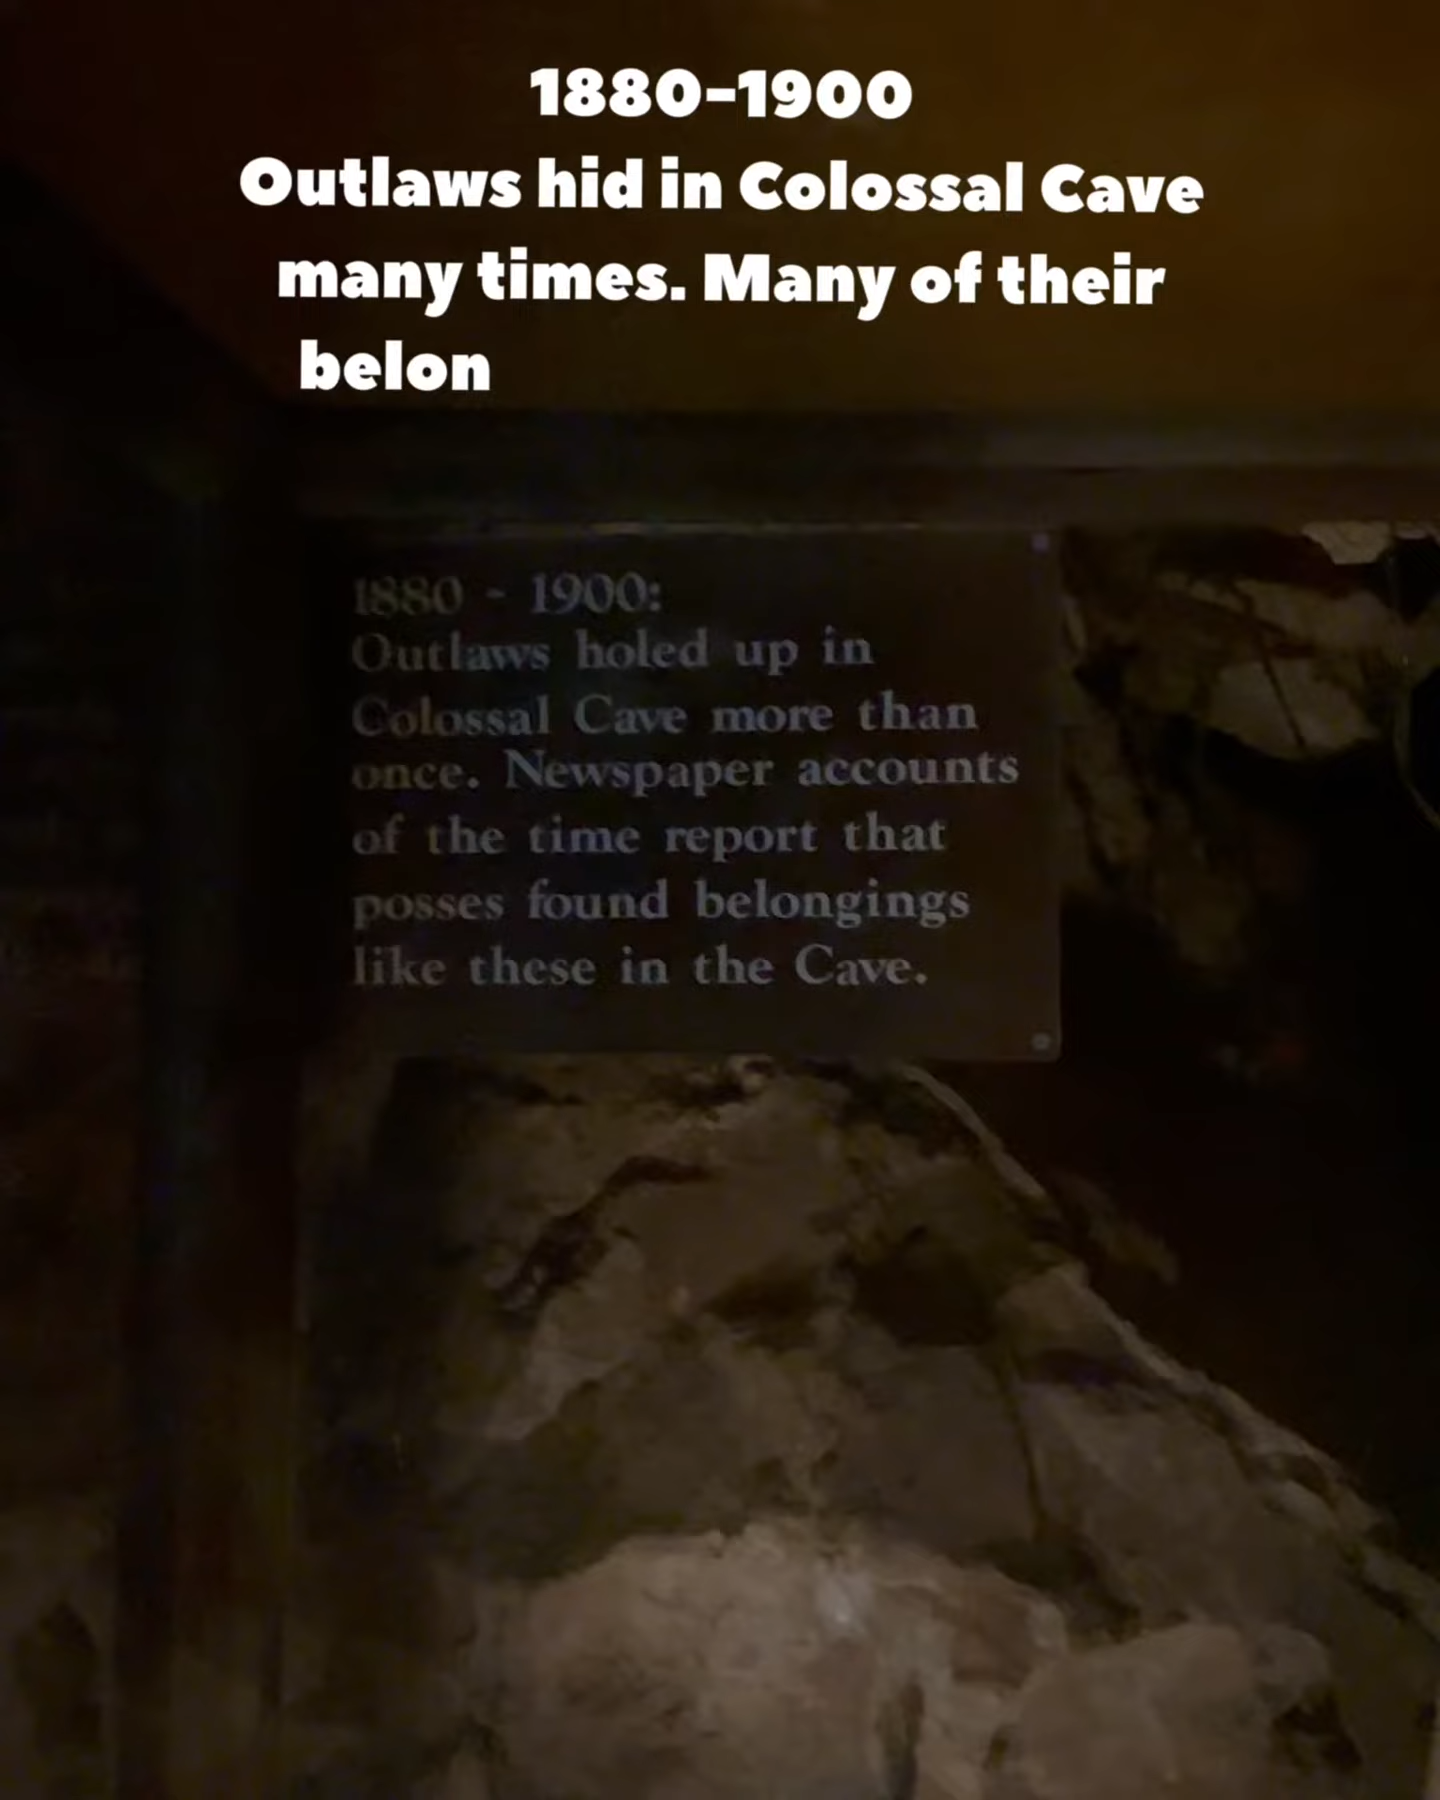 1880-1900
Outlaws hid in Colossal Cave
many times. Many of their
belon
1880 - 1900:
Outlaws holed up in
Colossal Cave more than
once. Newspaper accounts
of the time report that
posses found belongings
like these in the Cave.